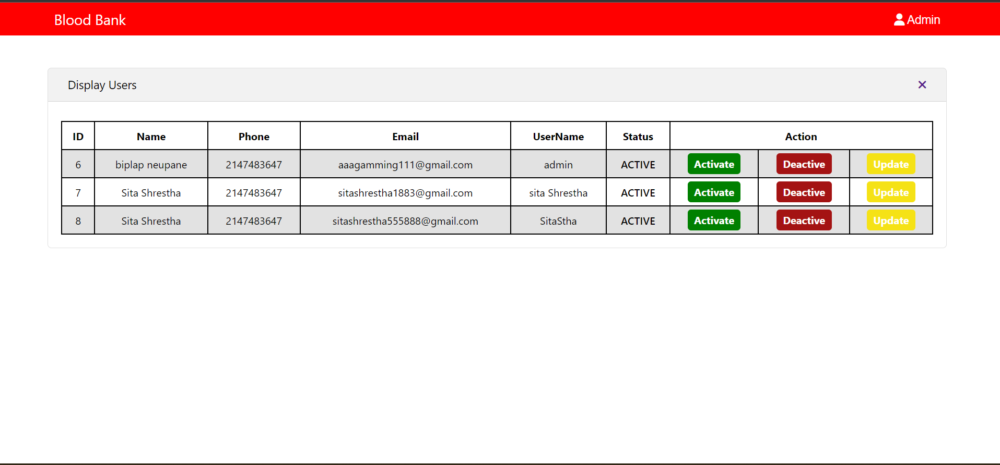 Blood Bank Admin
Display Users
ID Name Phone Email UserName Status Action
6 biplap neupane 2147483647 aaagamming111@gmail.com admin ACTIVE Activate Deactive Update
7 Sita Shrestha 2147483647 sitashrestha1883@gmail.com sita Shrestha ACTIVE Activate Deactive Update
8 Sita Shrestha 2147483647 sitashrestha555888@gmail.com SitaStha ACTIVE Activate Deactive Update